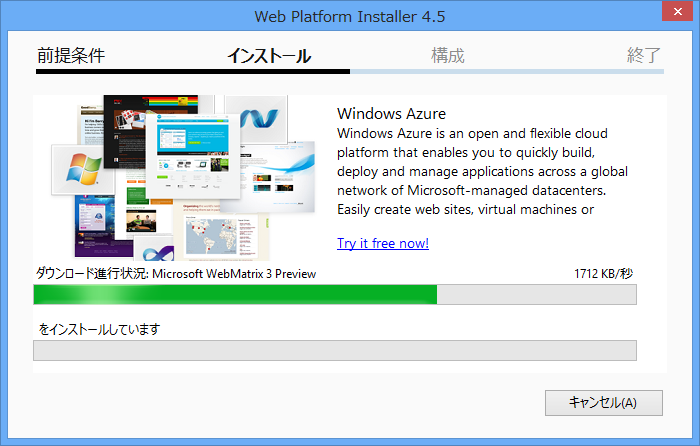 Web Platform Installer 4.5
前提条件 インストール 構成 終了
Windows Azure
Windows Azure is an open and flexible cloud
platform that enables you to quickly build,
deploy and manage applications across a global
network of Microsoft-managed datacenters.
Easily create web sites, virtual machines or
Try it free now!
ダウンロード進行状況: Microsoft WebMatrix 3 Preview 1712 KB/秒
をインストールしています
キャンセル(A)